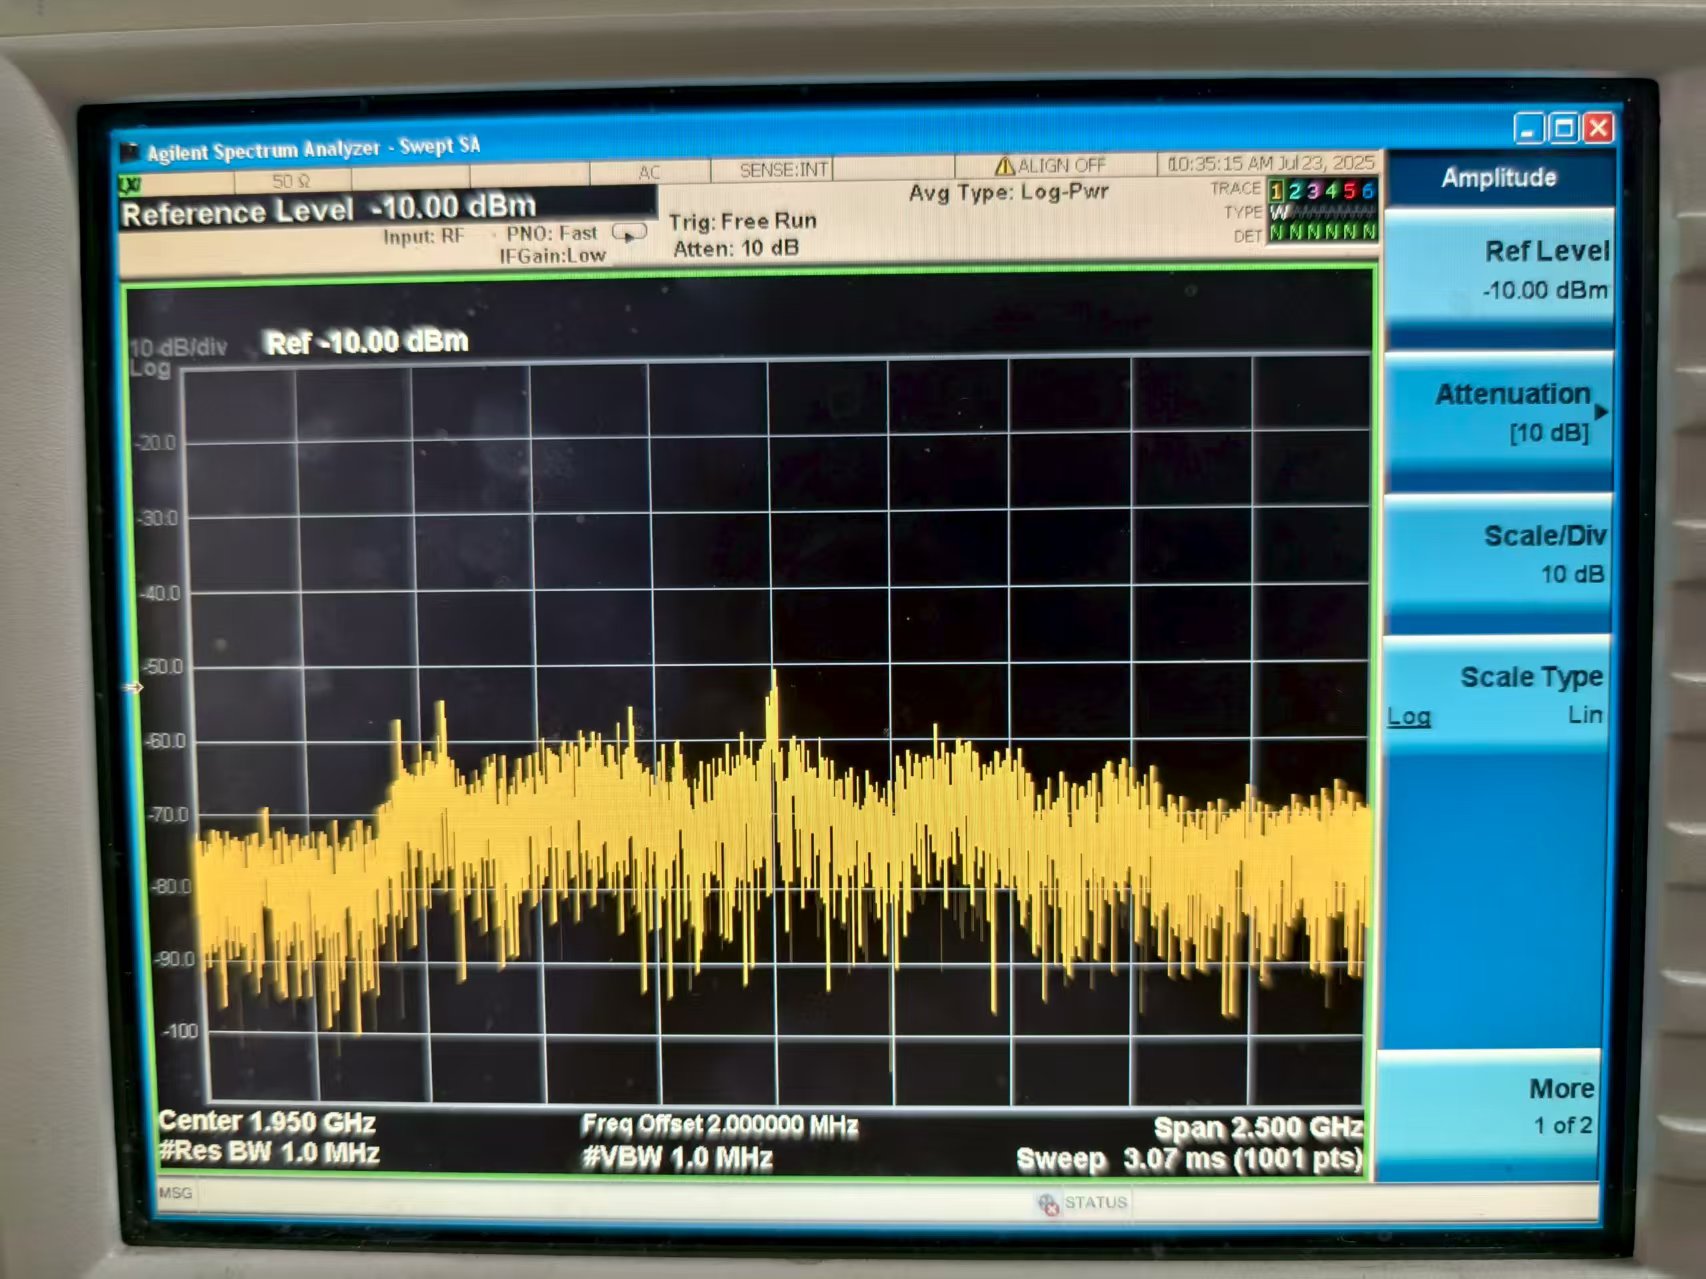 Agilent Spectrum Analyzer - Swept SA
LXI 50 Ω AC SENSE:INT ALIGN OFF 10:35:15 AM Jul 23, 2025
Reference Level -10.00 dBm
Input: RF PNO: Fast
IFGain:Low
Trig: Free Run
Atten: 10 dB
Avg Type: Log-Pwr
TRACE 1 2 3 4 5 6
TYPE W
DET N N N N N N
10 dB/div Ref -10.00 dBm
Log
-20.0
-30.0
-40.0
-50.0
-60.0
-70.0
-80.0
-90.0
-100
Center 1.950 GHz Freq Offset 2.000000 MHz Span 2.500 GHz
#Res BW 1.0 MHz #VBW 1.0 MHz Sweep 3.07 ms (1001 pts)
MSG STATUS
Amplitude
Ref Level
-10.00 dBm
Attenuation
[10 dB]
Scale/Div
10 dB
Scale Type
Log Lin
More
1 of 2